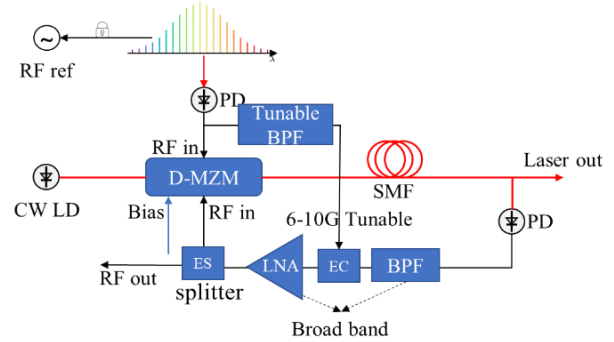 λ
RF ref
PD
Tunable
BPF
RF in
D-MZM
Laser out
SMF
CW LD
Bias
RF in
6-10G Tunable
PD
ES
LNA
EC
BPF
RF out
splitter
Broad band